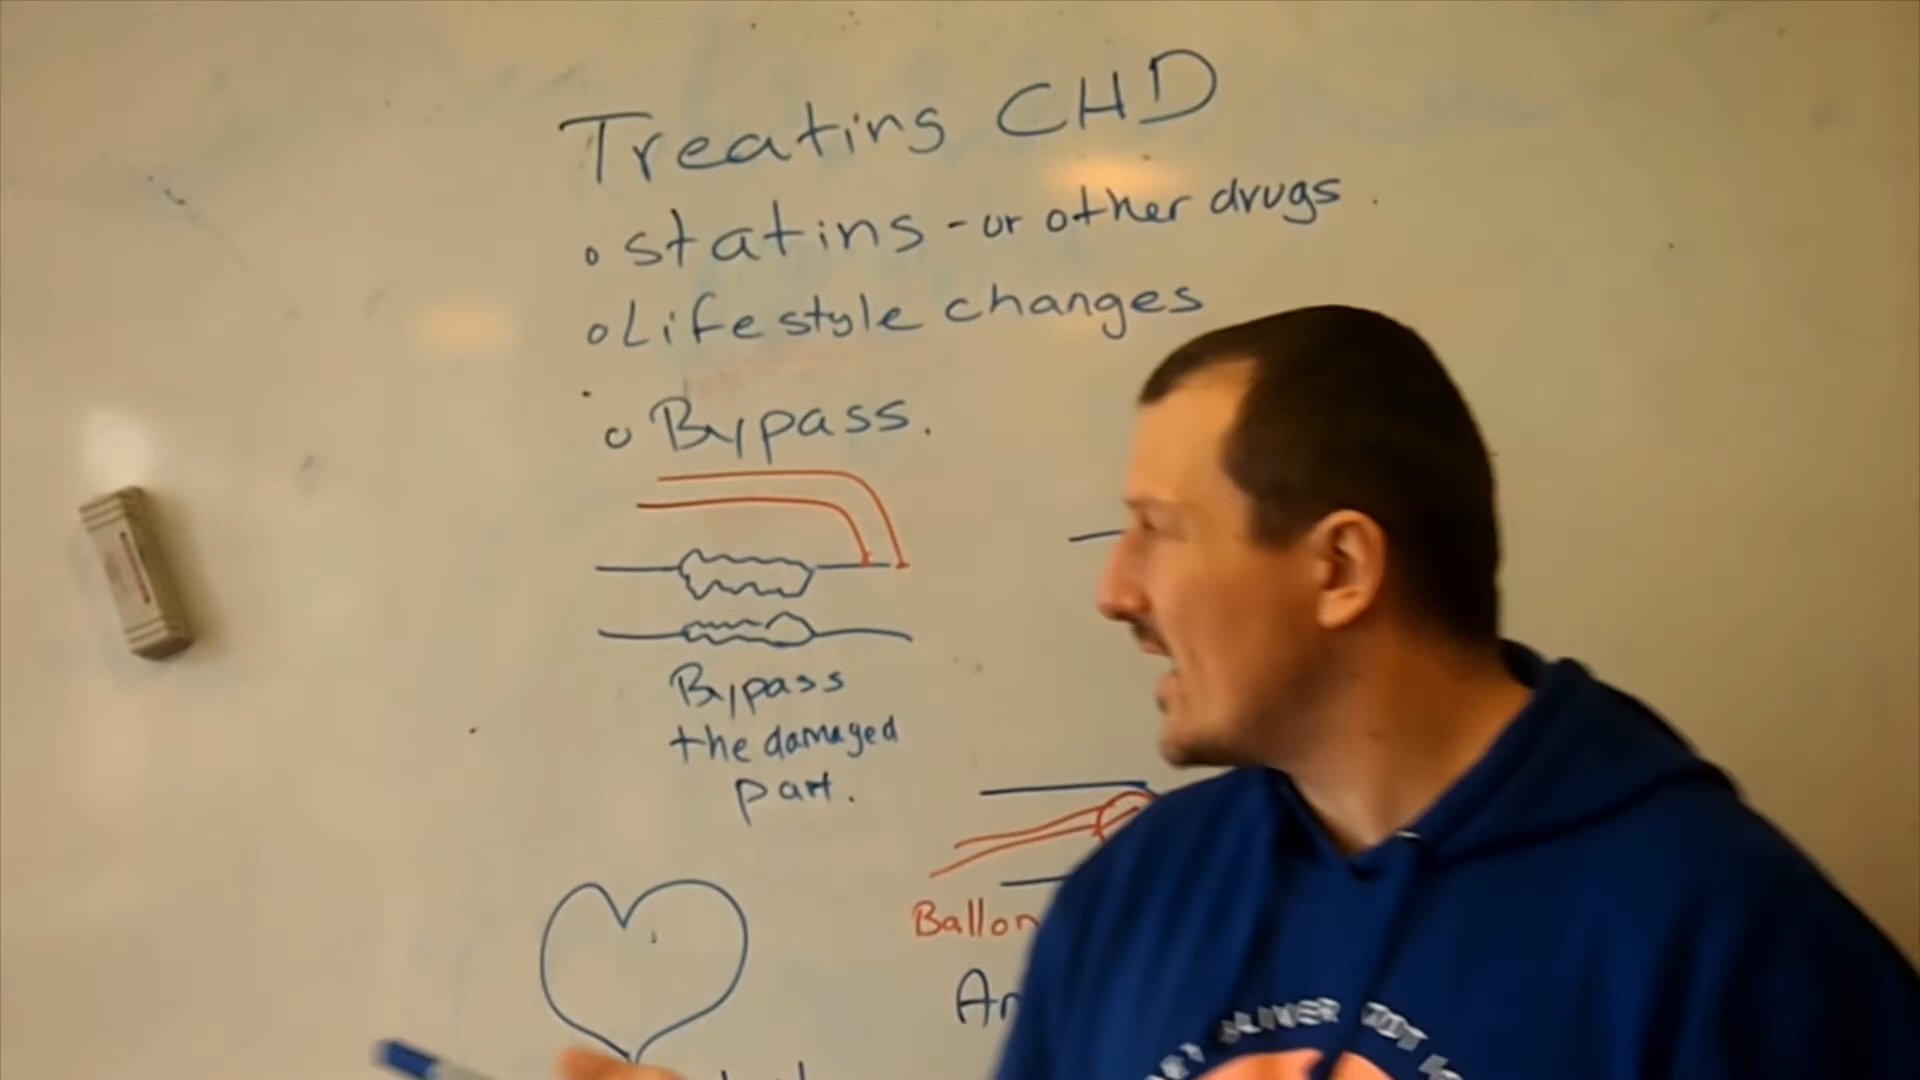 Treating CHD
statins - or other drugs.
Lifestyle changes
Bypass.
Bypass
the damaged
part.
Ballon